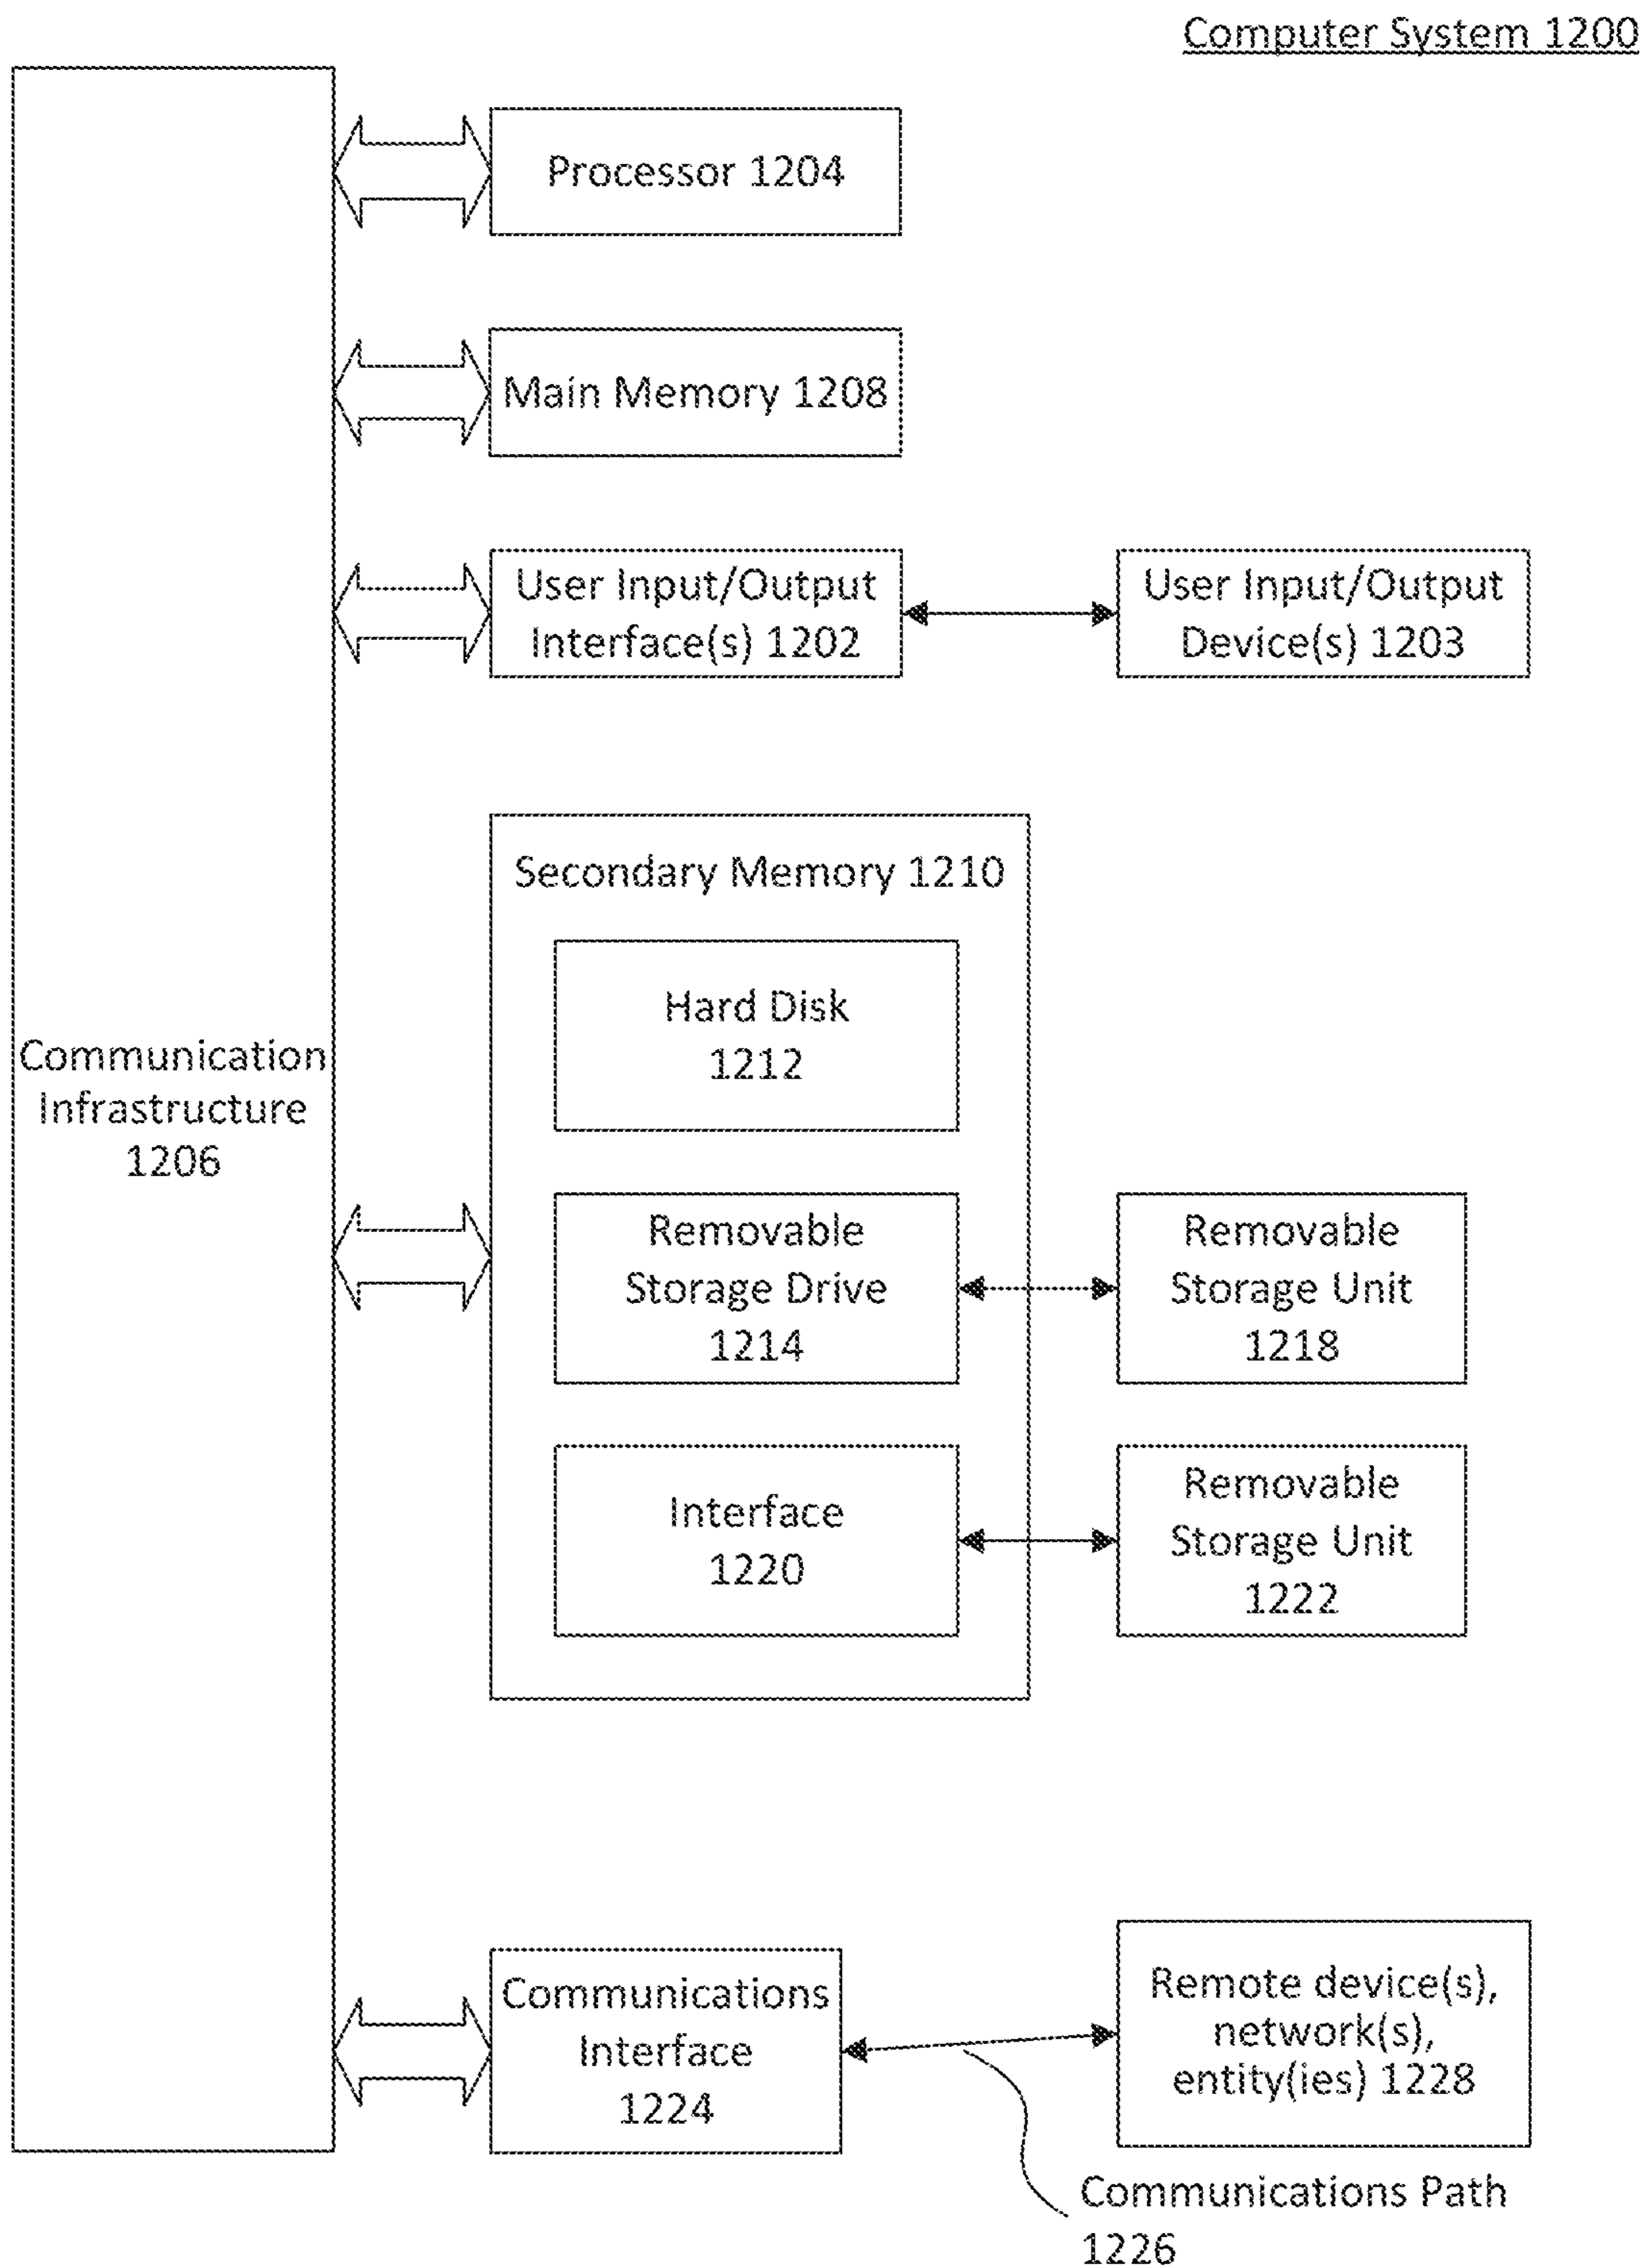 Computer System 1200
Processor 1204
Main Memory 1208
User Input/Output
Interface(s) 1202
User Input/Output
Device(s) 1203
Secondary Memory 1210
Hard Disk
1212
Communication
Infrastructure
1206
Removable
Storage Drive
1214
Removable
Storage Unit
1218
Interface
1220
Removable
Storage Unit
1222
Communications
Interface
1224
Remote device(s),
network(s),
entity(ies) 1228
Communications Path
1226